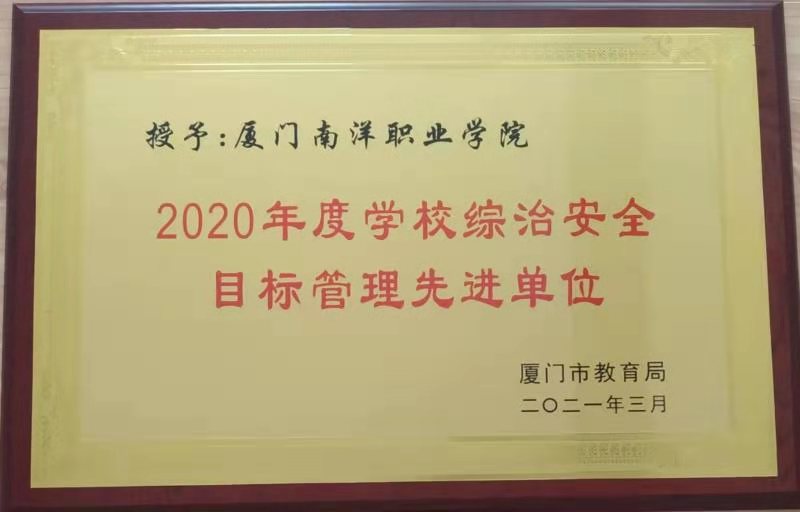 授予:厦门南洋职业学院
2020年度学校综治安全
目标管理先进单位
厦门市教育局
二〇二一年三月